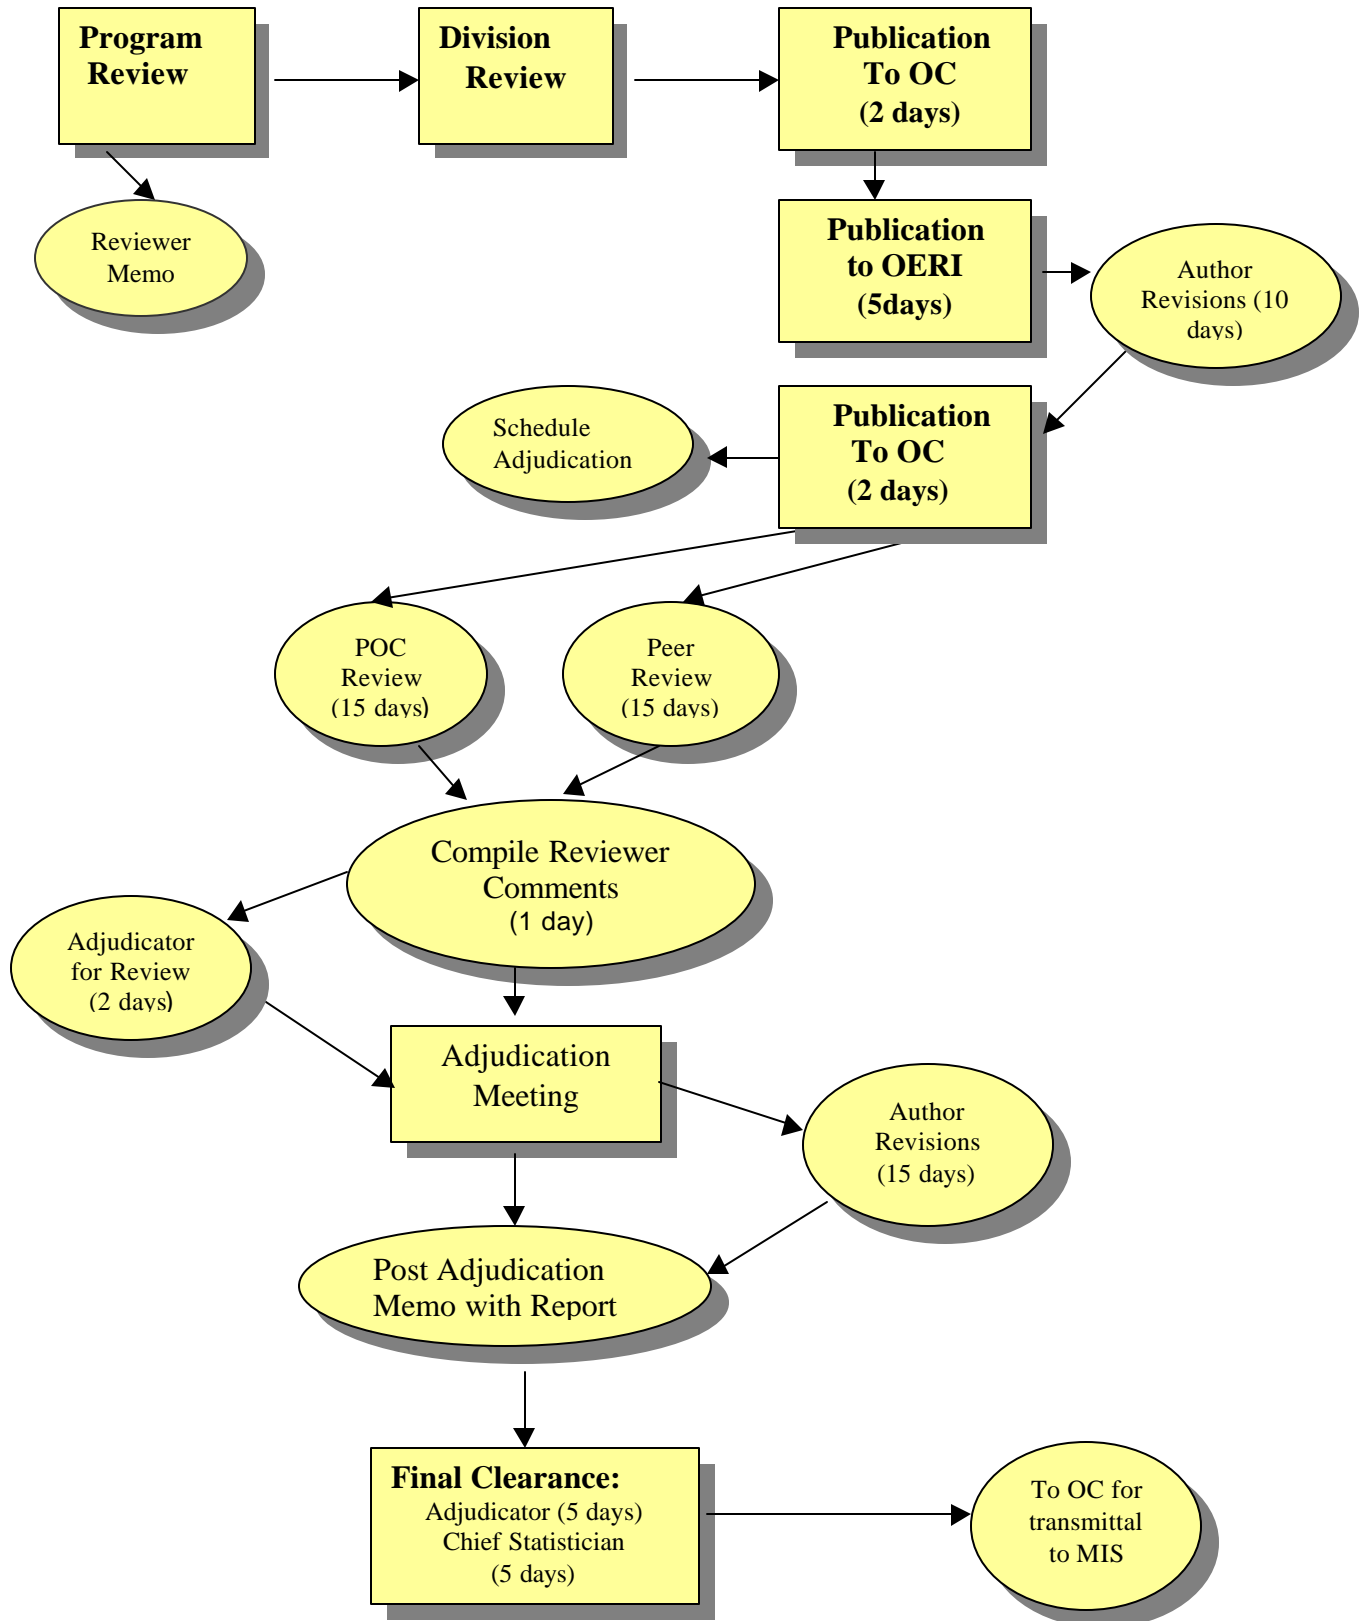 Program
Review
Division
Review
Publication
To OC
(2 days)
Reviewer
Memo
Publication
to OERI
(5days)
Author
Revisions (10
days)
Schedule
Adjudication
Publication
To OC
(2 days)
POC
Review
(15 days)
Peer
Review
(15 days)
Compile Reviewer
Comments
(1 day)
Adjudicator
for Review
(2 days)
Adjudication
Meeting
Author
Revisions
(15 days)
Post Adjudication
Memo with Report
Final Clearance:
Adjudicator (5 days)
Chief Statistician
(5 days)
To OC for
transmittal
to MIS